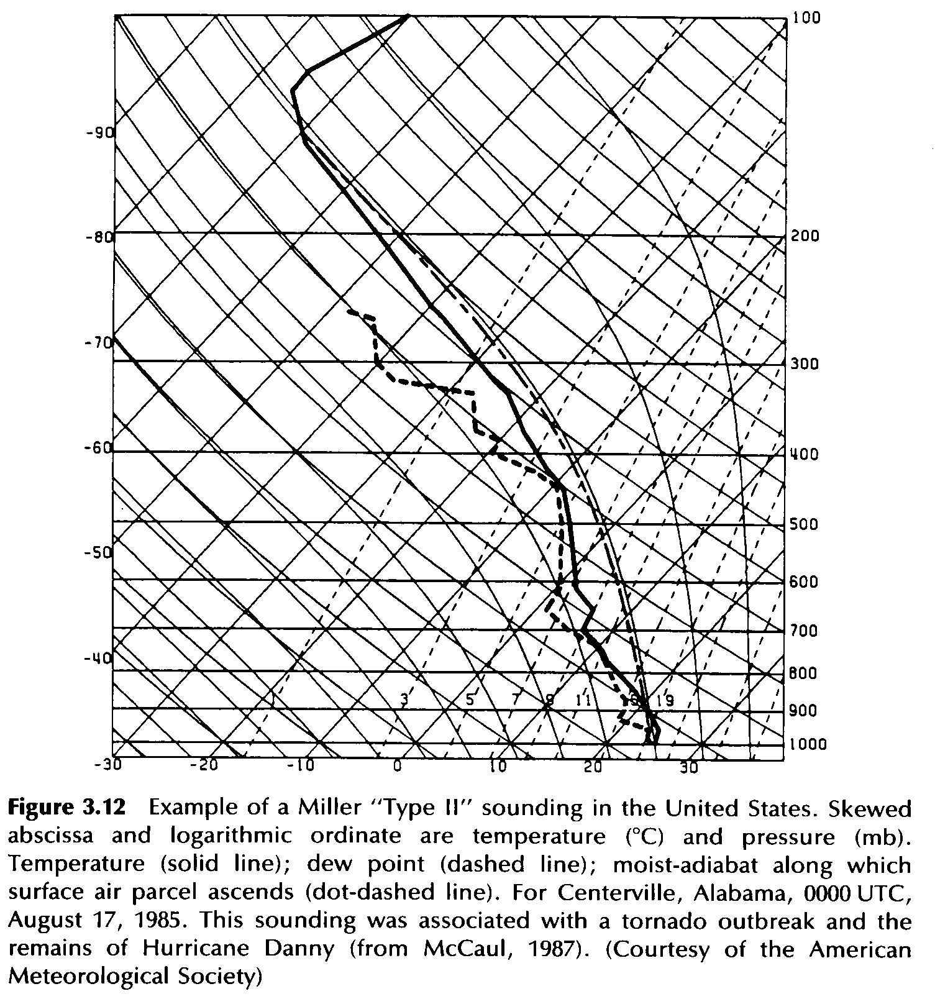 100
-90
-80
200
-70
300
-60
400
500
-50
600
700
-40
800
3 5 7 9 11 19
900
1000
-30 -20 -10 0 10 20 30
Figure 3.12 Example of a Miller "Type II" sounding in the United States. Skewed
abscissa and logarithmic ordinate are temperature (°C) and pressure (mb).
Temperature (solid line); dew point (dashed line); moist-adiabat along which
surface air parcel ascends (dot-dashed line). For Centerville, Alabama, 0000 UTC,
August 17, 1985. This sounding was associated with a tornado outbreak and the
remains of Hurricane Danny (from McCaul, 1987). (Courtesy of the American
Meteorological Society)